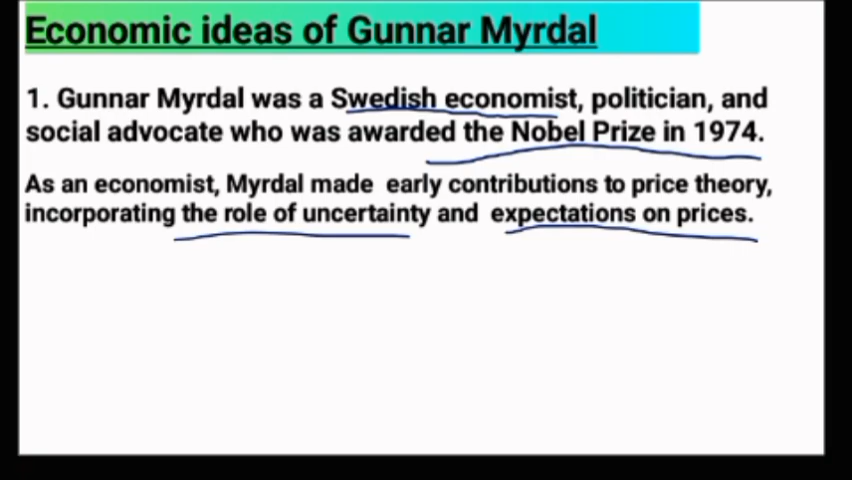 Economic ideas of Gunnar Myrdal
1. Gunnar Myrdal was a Swedish economist, politician, and
social advocate who was awarded the Nobel Prize in 1974.
As an economist, Myrdal made early contributions to price theory,
incorporating the role of uncertainty and expectations on prices.